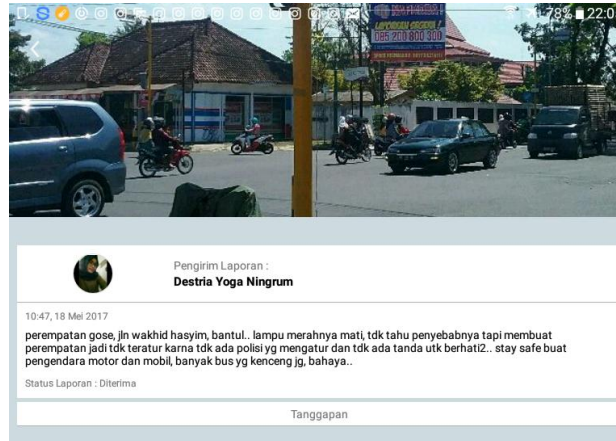 78% 22.0
085 200 800 300
Pengirim Laporan :
Destria Yoga Ningrum
10:47, 18 Mei 2017
perempatan gose, jln wakhid hasyim, bantul.. lampu merahnya mati, tdk tahu penyebabnya tapi membuat
perempatan jadi tdk teratur karna tdk ada polisi yg mengatur dan tdk ada tanda utk berhati2.. stay safe buat
pengendara motor dan mobil, banyak bus yg kenceng jg, bahaya..
Status Laporan : Diterima
Tanggapan